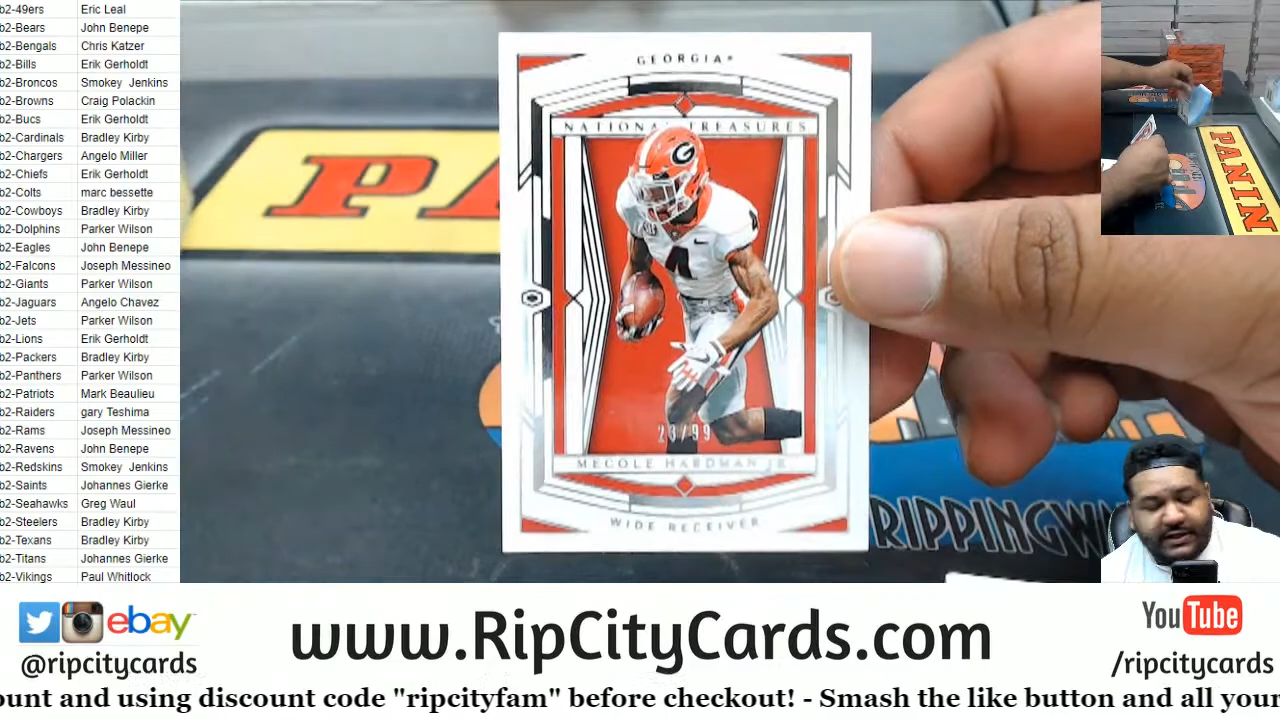 b2-49ers Eric Leal
b2-Bears John Benepe
b2-Bengals Chris Katzer
b2-Bills Erik Gerholdt
b2-Broncos Smokey Jenkins
b2-Browns Craig Polackin
b2-Bucs Erik Gerholdt
b2-Cardinals Bradley Kirby
b2-Chargers Angelo Miller
b2-Chiefs Erik Gerholdt
b2-Colts marc bessette
b2-Cowboys Bradley Kirby
b2-Dolphins Parker Wilson
b2-Eagles John Benepe
b2-Falcons Joseph Messineo
b2-Giants Parker Wilson
b2-Jaguars Angelo Chavez
b2-Jets Parker Wilson
b2-Lions Erik Gerholdt
b2-Packers Bradley Kirby
b2-Panthers Parker Wilson
b2-Patriots Mark Beaulieu
b2-Raiders gary Teshima
b2-Rams Joseph Messineo
b2-Ravens John Benepe
b2-Redskins Smokey Jenkins
b2-Saints Johannes Gierke
b2-Seahawks Greg Waul
b2-Steelers Bradley Kirby
b2-Texans Bradley Kirby
b2-Titans Johannes Gierke
b2-Vikings Paul Whitlock
PA
GEORGIA®
NATIONAL TREASURES
G
4
23/99
MECOLE HARDMAN JR.
WIDE RECEIVER
PANIN
RIPPINGW
ebay
@ripcitycards
www.RipCityCards.com
YouTube
/ripcitycards
ount and using discount code "ripcityfam" before checkout! - Smash the like button and all your